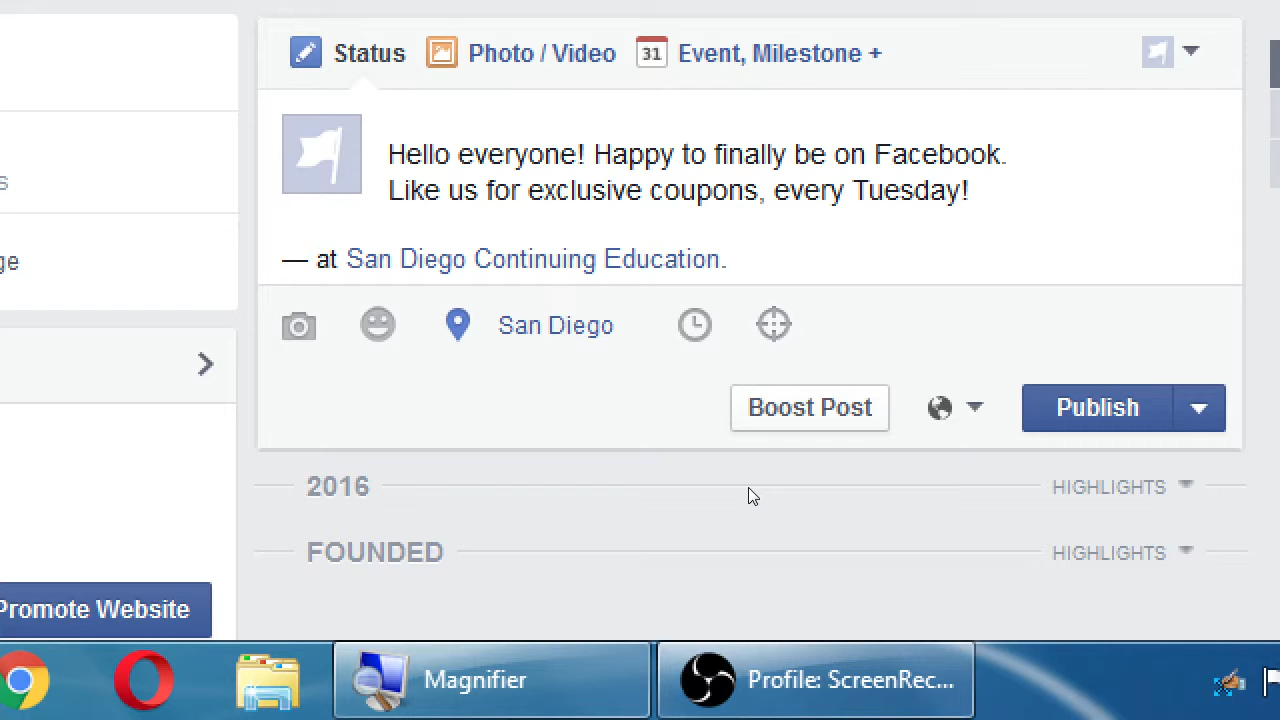 Status Photo / Video 31 Event, Milestone +
Hello everyone! Happy to finally be on Facebook.
Like us for exclusive coupons, every Tuesday!
— at San Diego Continuing Education.
s
ge
San Diego
Boost Post Publish
2016 HIGHLIGHTS
FOUNDED HIGHLIGHTS
Promote Website
Magnifier Profile: ScreenRec...